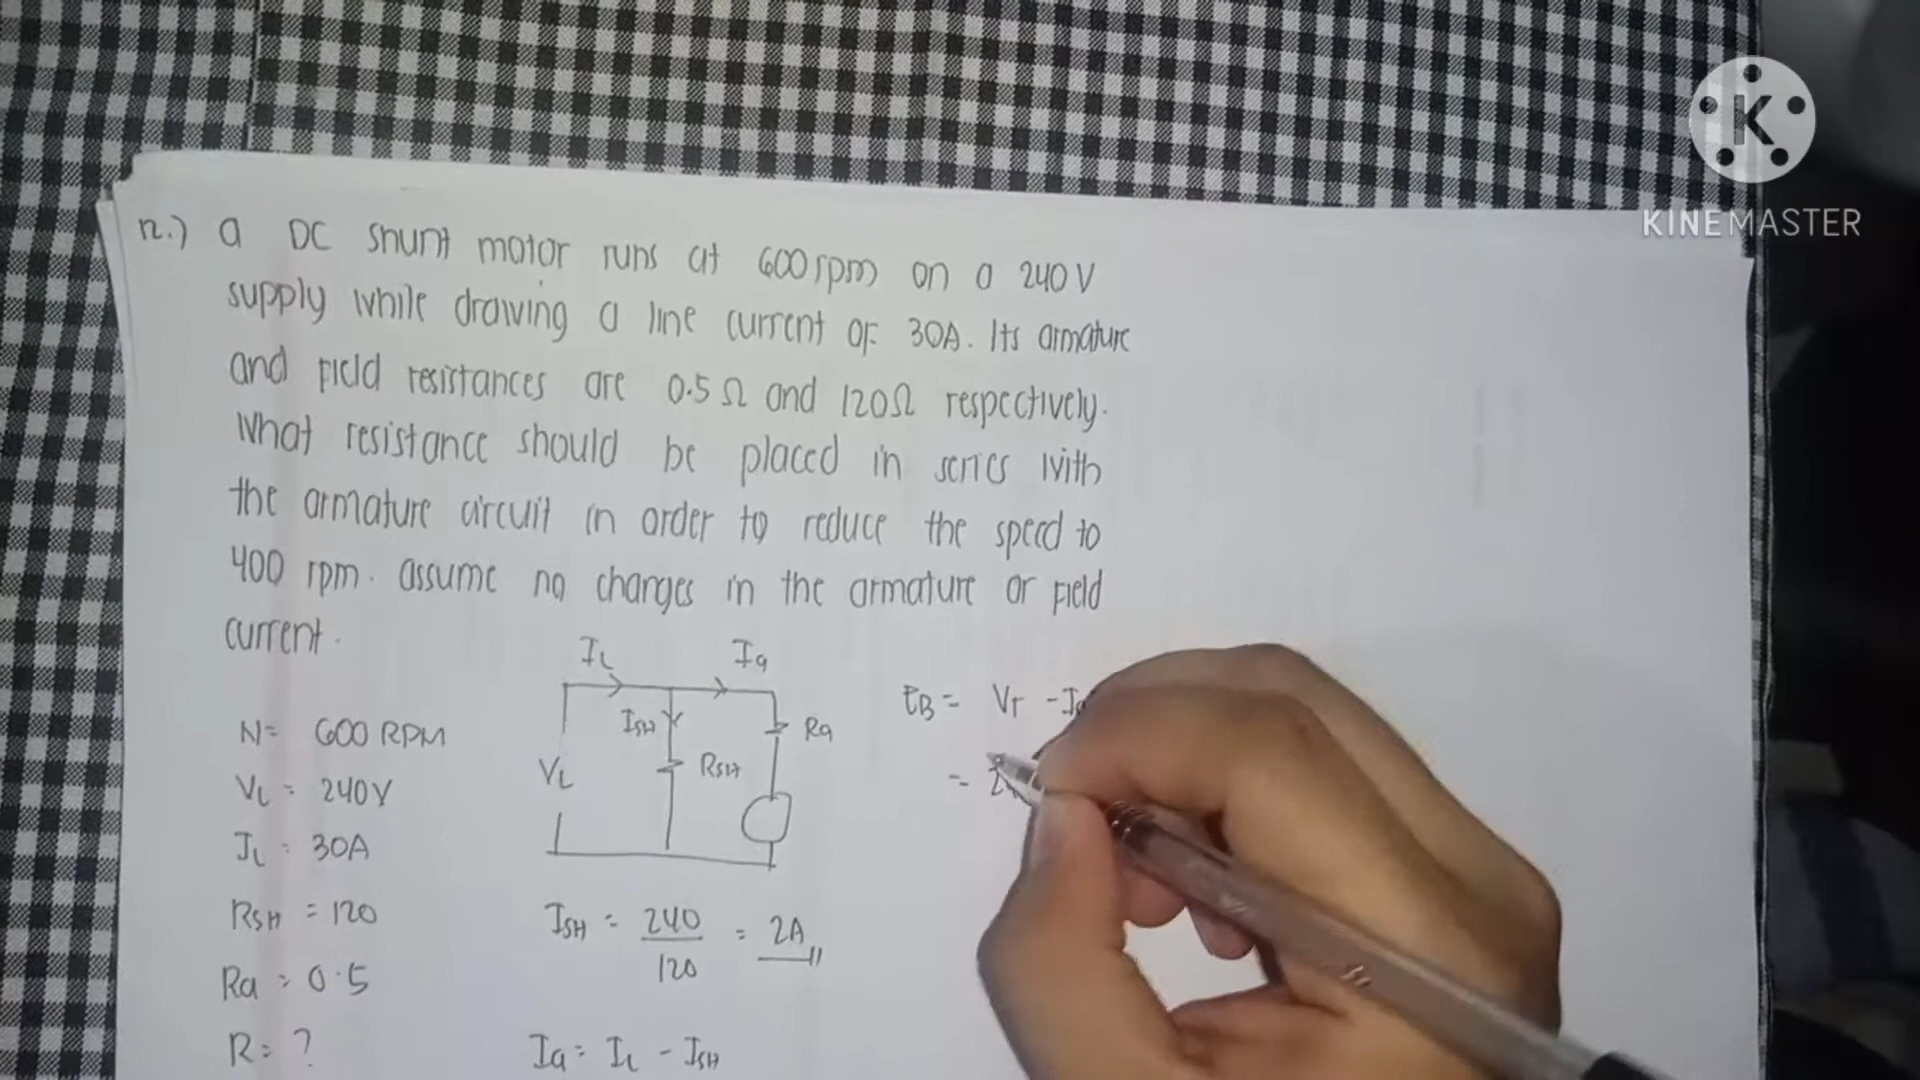 12.) a DC shunt motor runs at 600 rpm on a 240 V
supply while drawing a line current of 30A. Its armature
and field resistances are 0.5 Ω and 120Ω respectively.
What resistance should be placed in series with
the armature circuit in order to reduce the speed to
400 rpm. assume no changes in the armature or field
current.
N= 600 RPM
VL = 240V
IL = 30A
RSH = 120
Ra = 0.5
R = ?
IL
Ia
ISH
Ra
VL
RSH
ISH = 240 = 2A
120
Ia = IL - ISH
EB = VT - Ia
= 2
K
KINEMASTER